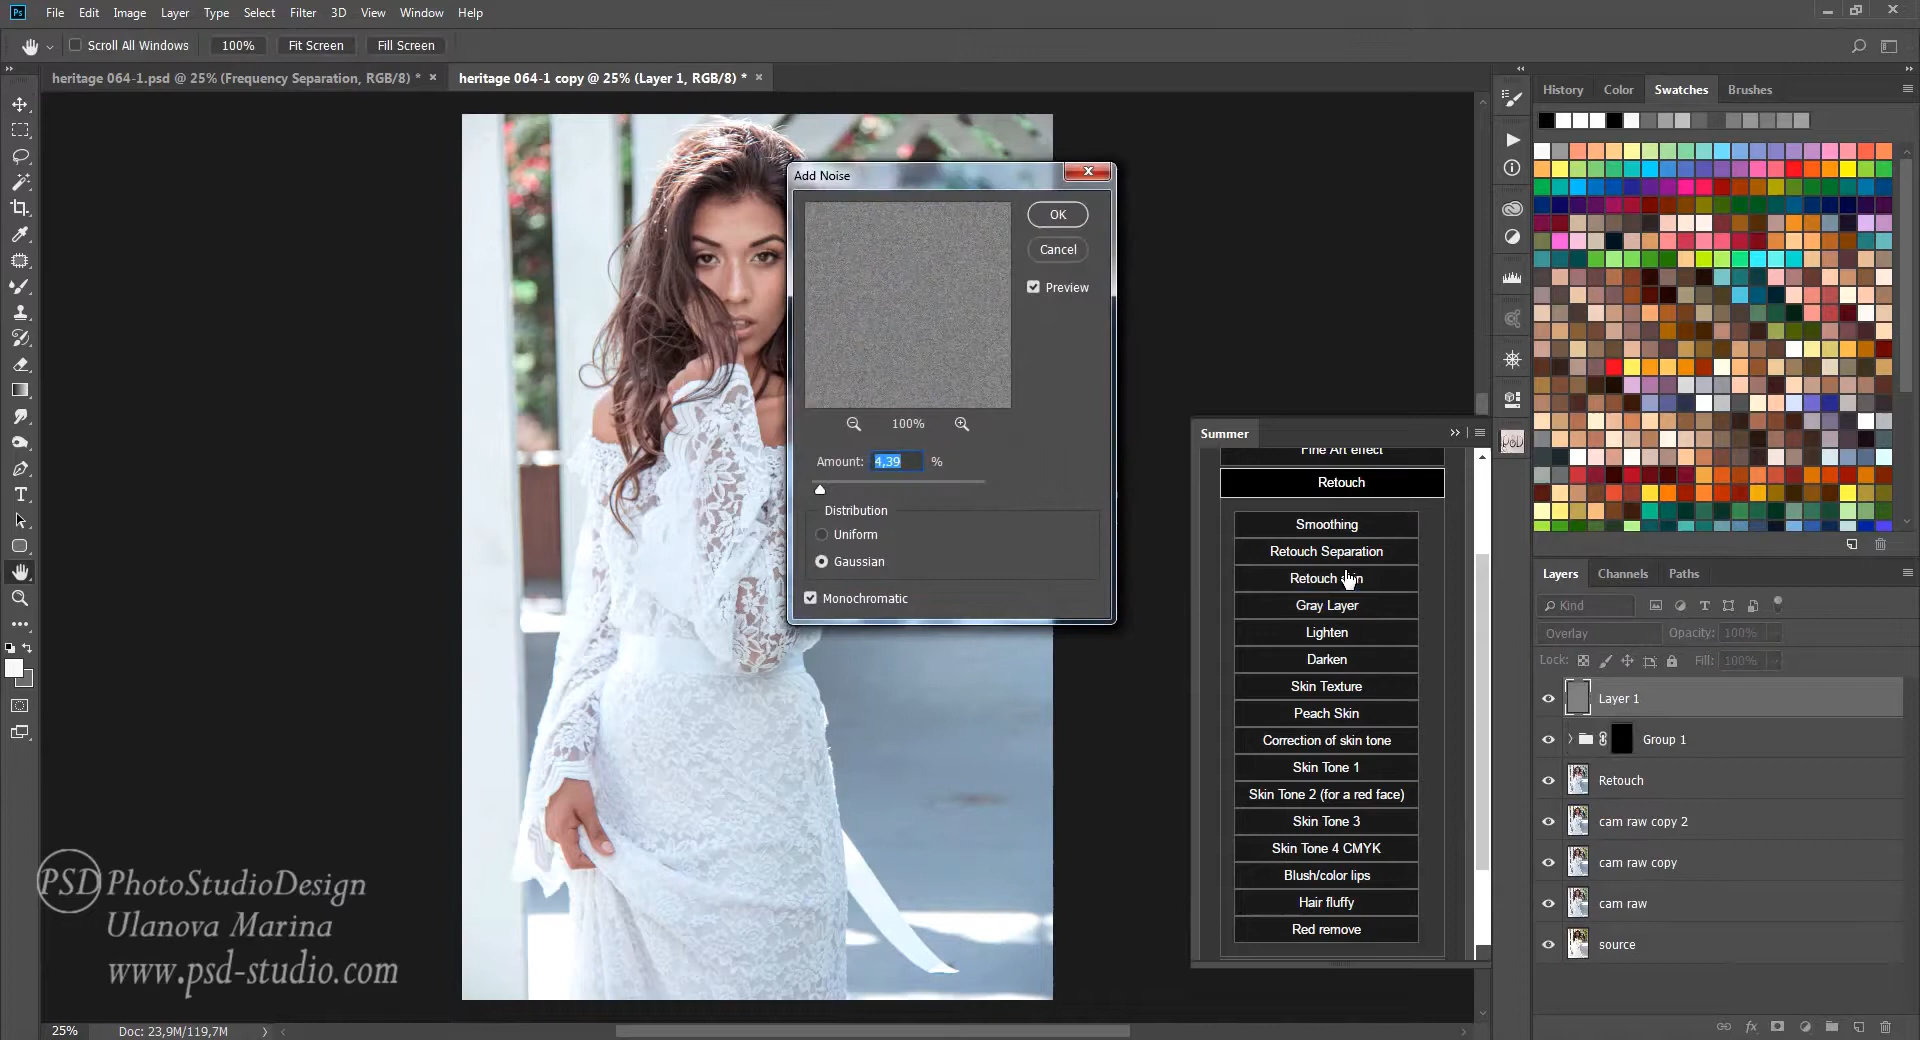 Ps File Edit Image Layer Type Select Filter 3D View Window Help
Scroll All Windows 100% Fit Screen Fill Screen
heritage 064-1.psd @ 25% (Frequency Separation, RGB/8) * × heritage 064-1 copy @ 25% (Layer 1, RGB/8) * ×
History Color Swatches Brushes
Add Noise
OK
Cancel
Preview
100%
Amount: 4,39 %
Distribution
Uniform
Gaussian
Monochromatic
Summer
Fine Art effect
Retouch
Smoothing
Retouch Separation
Retouch
Gray Layer
Lighten
Darken
Skin Texture
Peach Skin
Correction of skin tone
Skin Tone 1
Skin Tone 2 (for a red face)
Skin Tone 3
Skin Tone 4 CMYK
Blush/color lips
Hair fluffy
Red remove
Layers Channels Paths
Kind
Overlay Opacity: 100%
Lock: Fill: 100%
Layer 1
Group 1
Retouch
cam raw copy 2
cam raw copy
cam raw
source
PSD PhotoStudioDesign
Ulanova Marina
www.psd-studio.com
25% Doc: 23,9M/119,7M